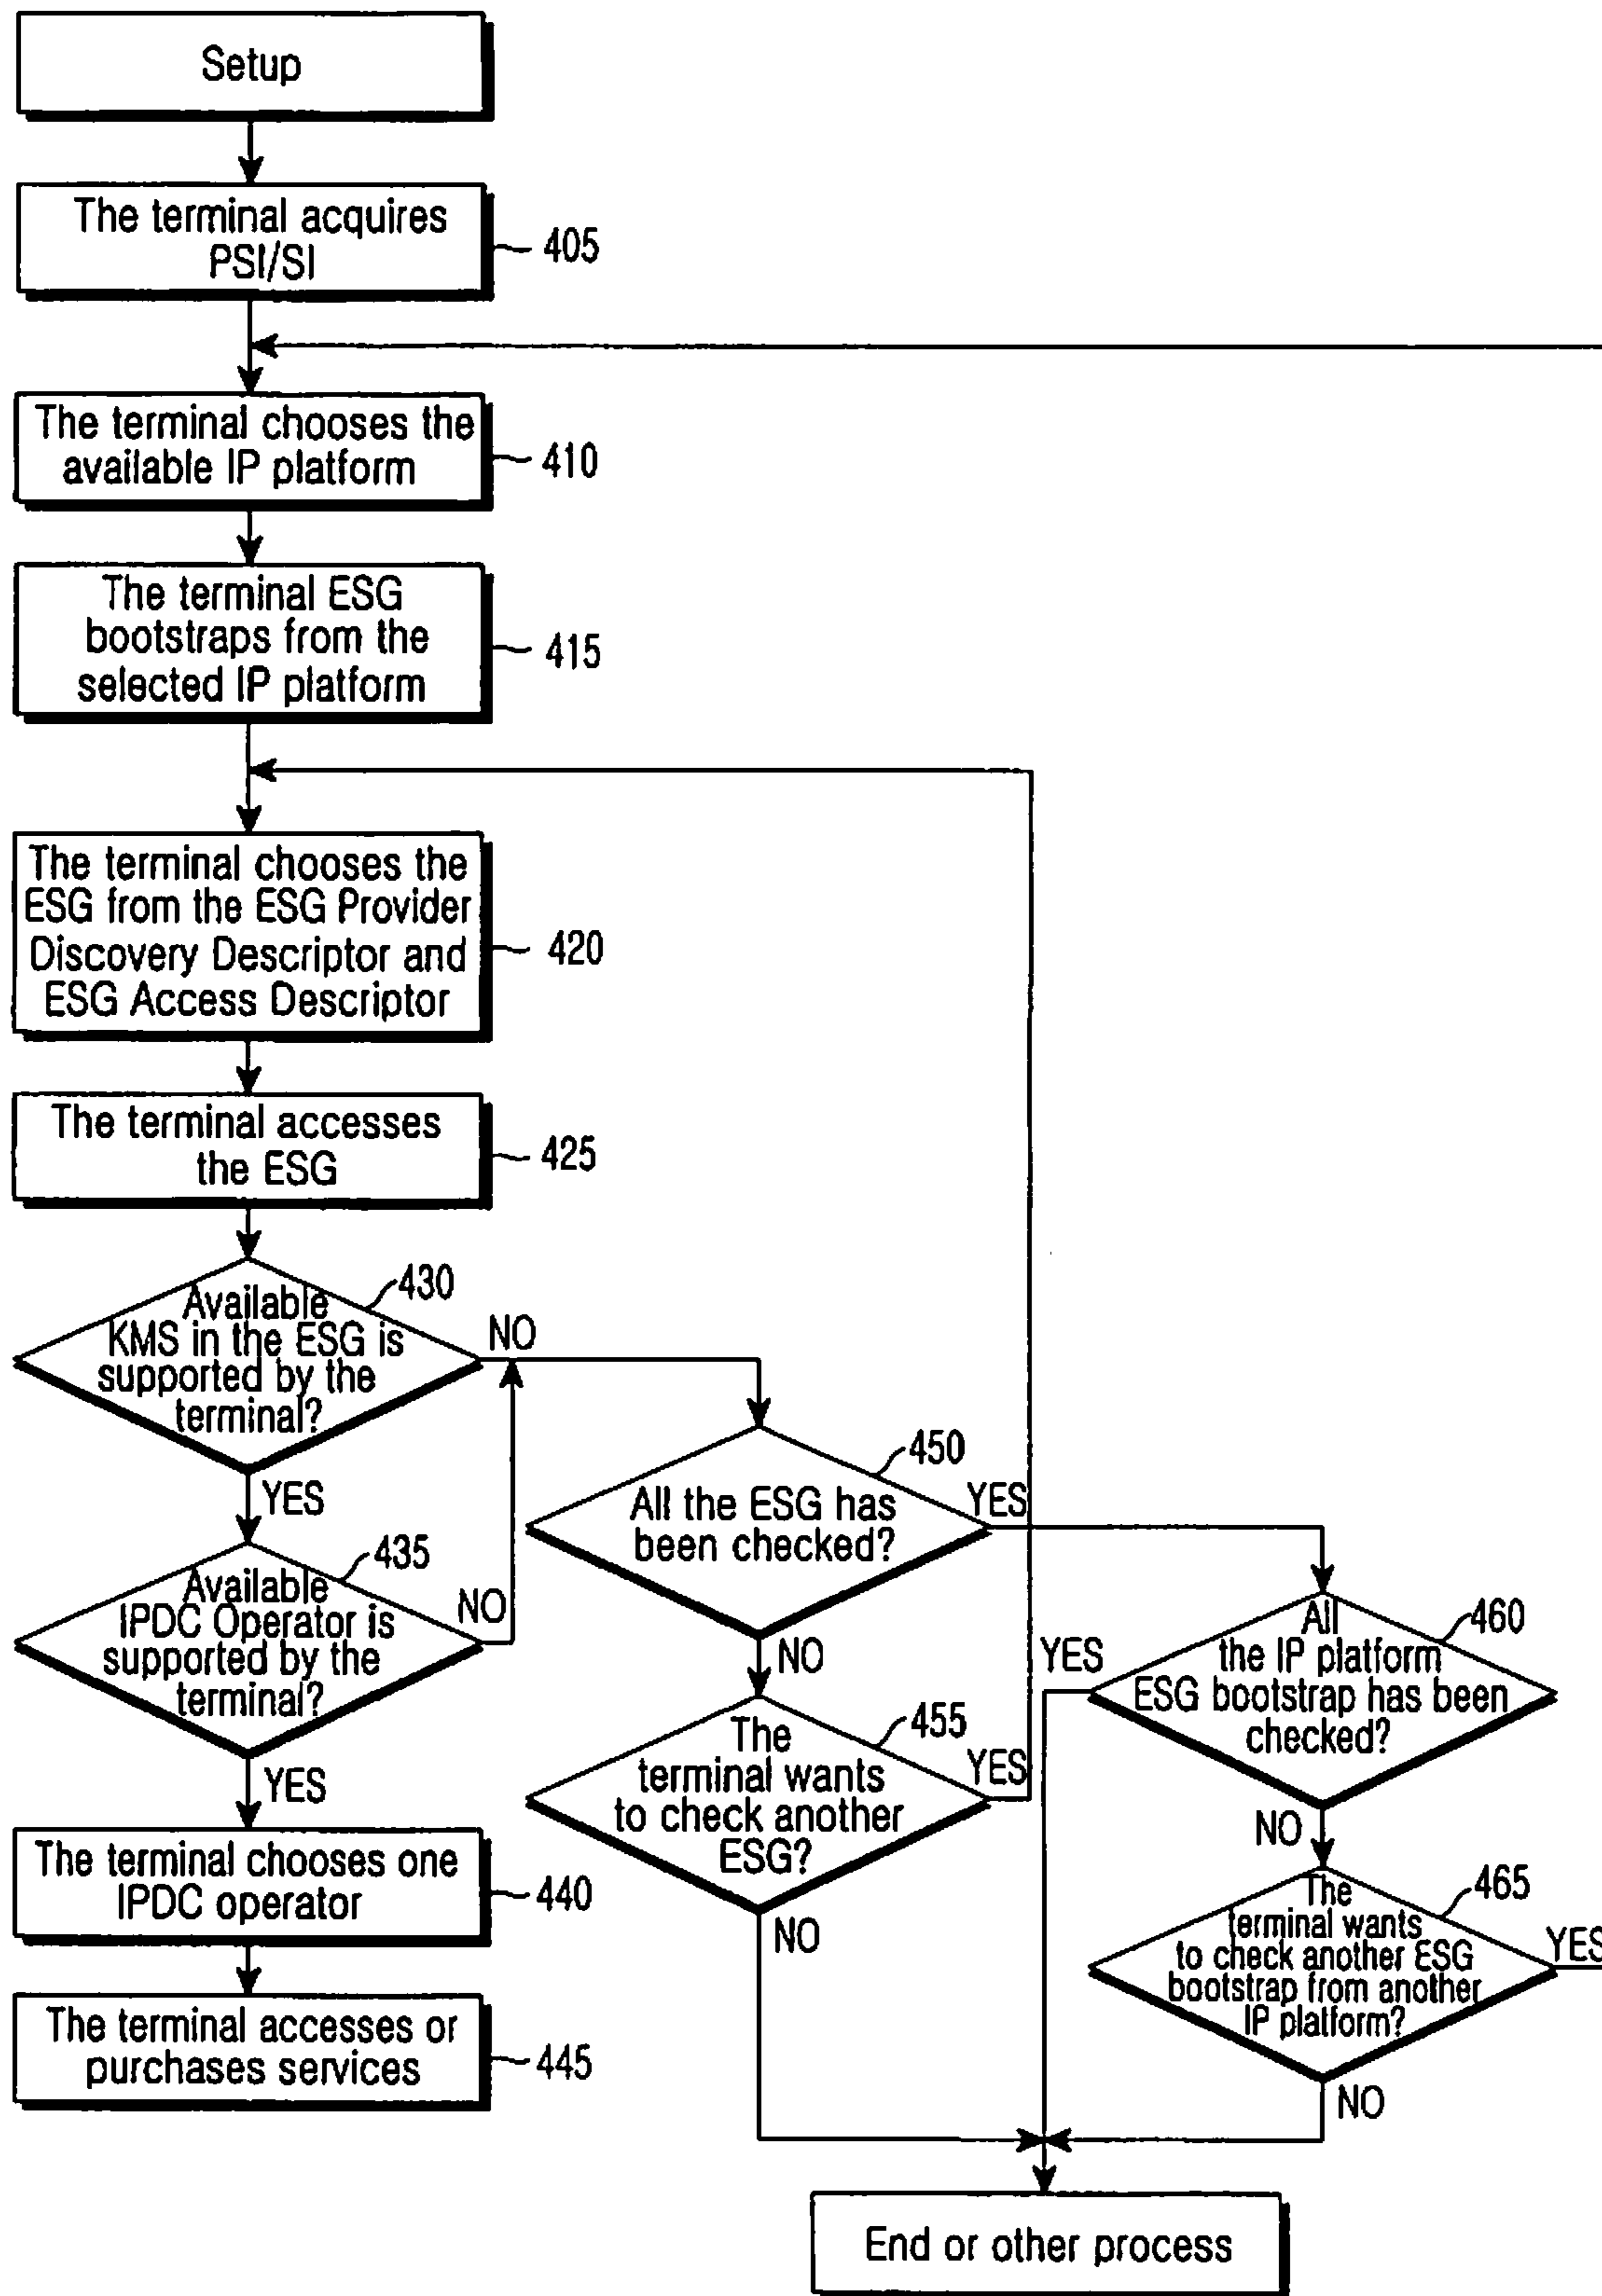 Setup
The terminal acquires
PSI/SI
405
The terminal chooses the
available IP platform
410
The terminal ESG
bootstraps from the
selected IP platform
415
The terminal chooses the
ESG from the ESG Provider
Discovery Descriptor and
ESG Access Descriptor
420
The terminal accesses
the ESG
425
Available
KMS in the ESG is
supported by the
terminal?
430
NO
YES
Available
IPDC Operator is
supported by the
terminal?
435
NO
YES
The terminal chooses one
IPDC operator
440
The terminal accesses or
purchases services
445
All the ESG has
been checked?
450
YES
NO
The
terminal wants
to check another
ESG?
455
YES
NO
All
the IP platform
ESG bootstrap has been
checked?
460
YES
NO
The
terminal wants
to check another ESG
bootstrap from another
IP platform?
465
YES
NO
End or other process